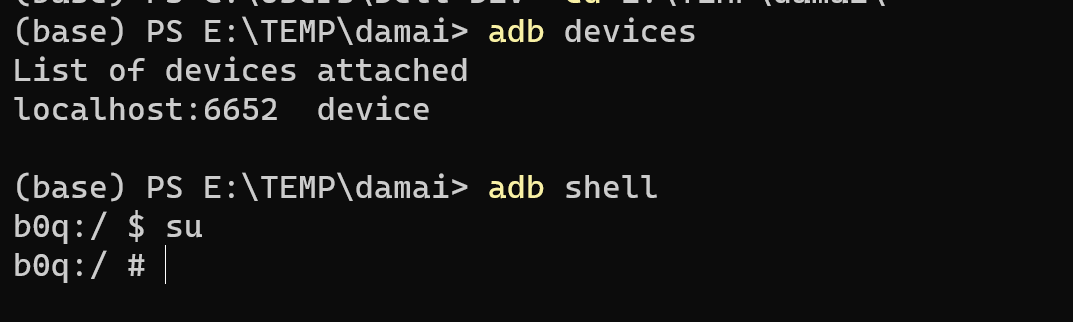 (base) PS E:\TEMP\damai> adb devices
List of devices attached
localhost:6652  device
(base) PS E:\TEMP\damai> adb shell
b0q:/ $ su
b0q:/ #